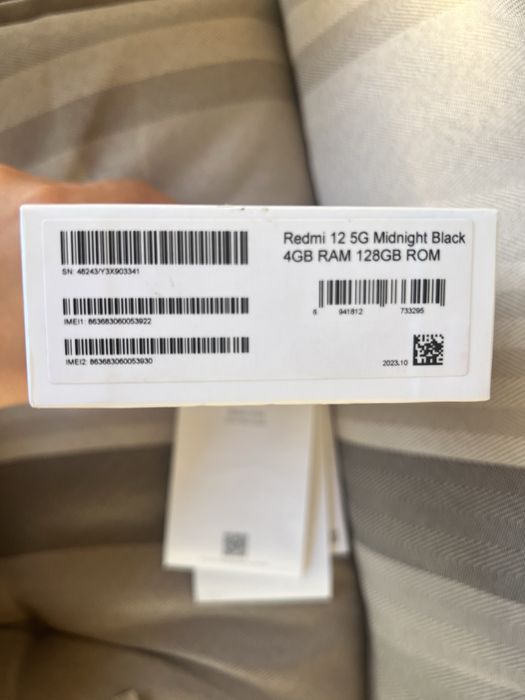 Redmi 12 5G Midnight Black
4GB RAM 128GB ROM
SN: 46243/Y3X903341
IMEI1: 863683060053922
IMEI2: 863683060053930
6 941812 733295
2023.10